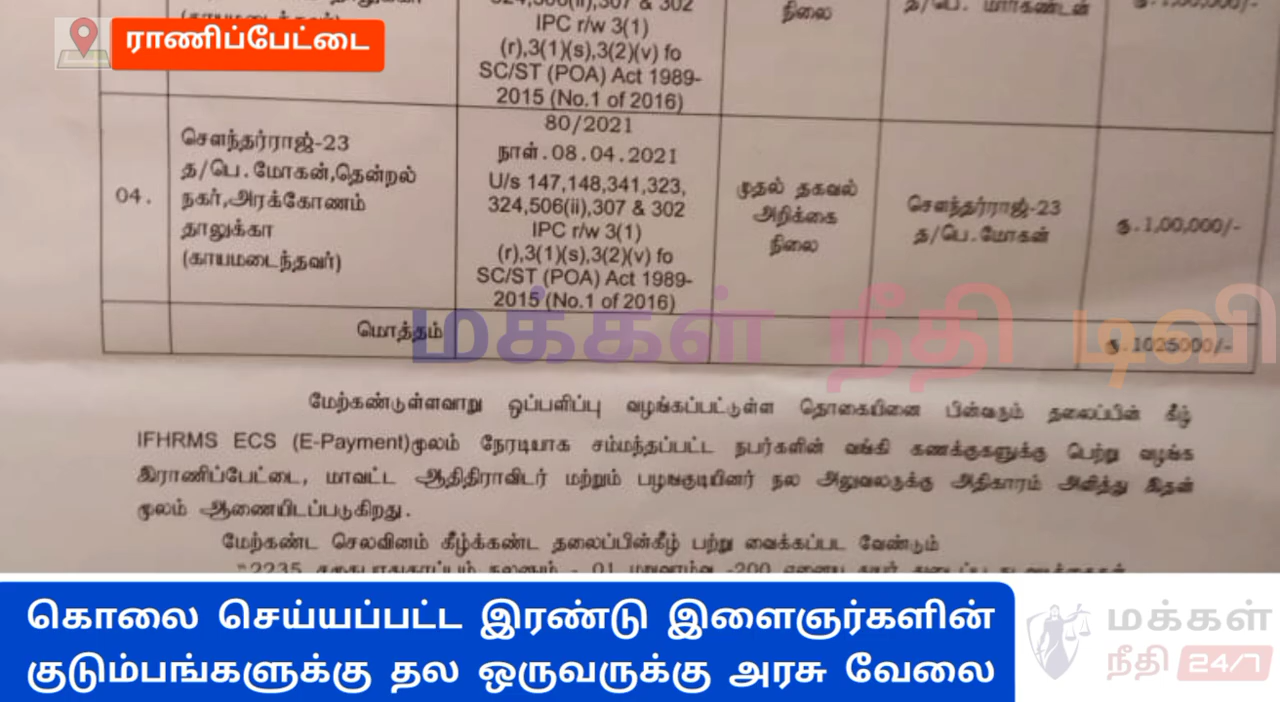 ராணிப்பேட்டை
(காயமடைந்தவர்)
324,506(ii),307 & 302
IPC r/w 3(1)
(r),3(1)(s),3(2)(v) fo
SC/ST (POA) Act 1989-
2015 (No.1 of 2016)
நிலை
த/பெ. மார்கண்டன்
04.
சௌந்தர்ராஜ்-23
த/பெ.மோகன்,தென்றல்
நகர்,அரக்கோணம்
தாலுக்கா
(காயமடைந்தவர்)
80/2021
நாள்.08.04.2021
U/s 147,148,341,323,
324,506(ii),307 & 302
IPC r/w 3(1)
(r),3(1)(s),3(2)(v) fo
SC/ST (POA) Act 1989-
2015 (No.1 of 2016)
முதல் தகவல்
அறிக்கை
நிலை
சௌந்தர்ராஜ்-23
த/பெ.மோகன்
ரூ.1,00,000/-
மொத்தம்
ரூ.1025000/-
மக்கள் நீதி டிவி
மேற்கண்டுள்ளவாறு ஒப்பளிப்பு வழங்கப்பட்டுள்ள தொகையினை பின்வரும் தலைப்பின் கீழ்
IFHRMS ECS (E-Payment)மூலம் நேரடியாக சம்மந்தப்பட்ட நபர்களின் வங்கி கணக்குகளுக்கு பெற்று வழங்க
இராணிப்பேட்டை, மாவட்ட ஆதிதிராவிடர் மற்றும் பழங்குடியினர் நல அலுவலருக்கு அதிகாரம் அளித்து இதன்
மூலம் ஆணையிடப்படுகிறது.
மேற்கண்ட செலவினம் கீழ்க்கண்ட தலைப்பின்கீழ் பற்று வைக்கப்பட வேண்டும்
கொலை செய்யப்பட்ட இரண்டு இளைஞர்களின்
குடும்பங்களுக்கு தல ஒருவருக்கு அரசு வேலை
மக்கள்
நீதி 24/7